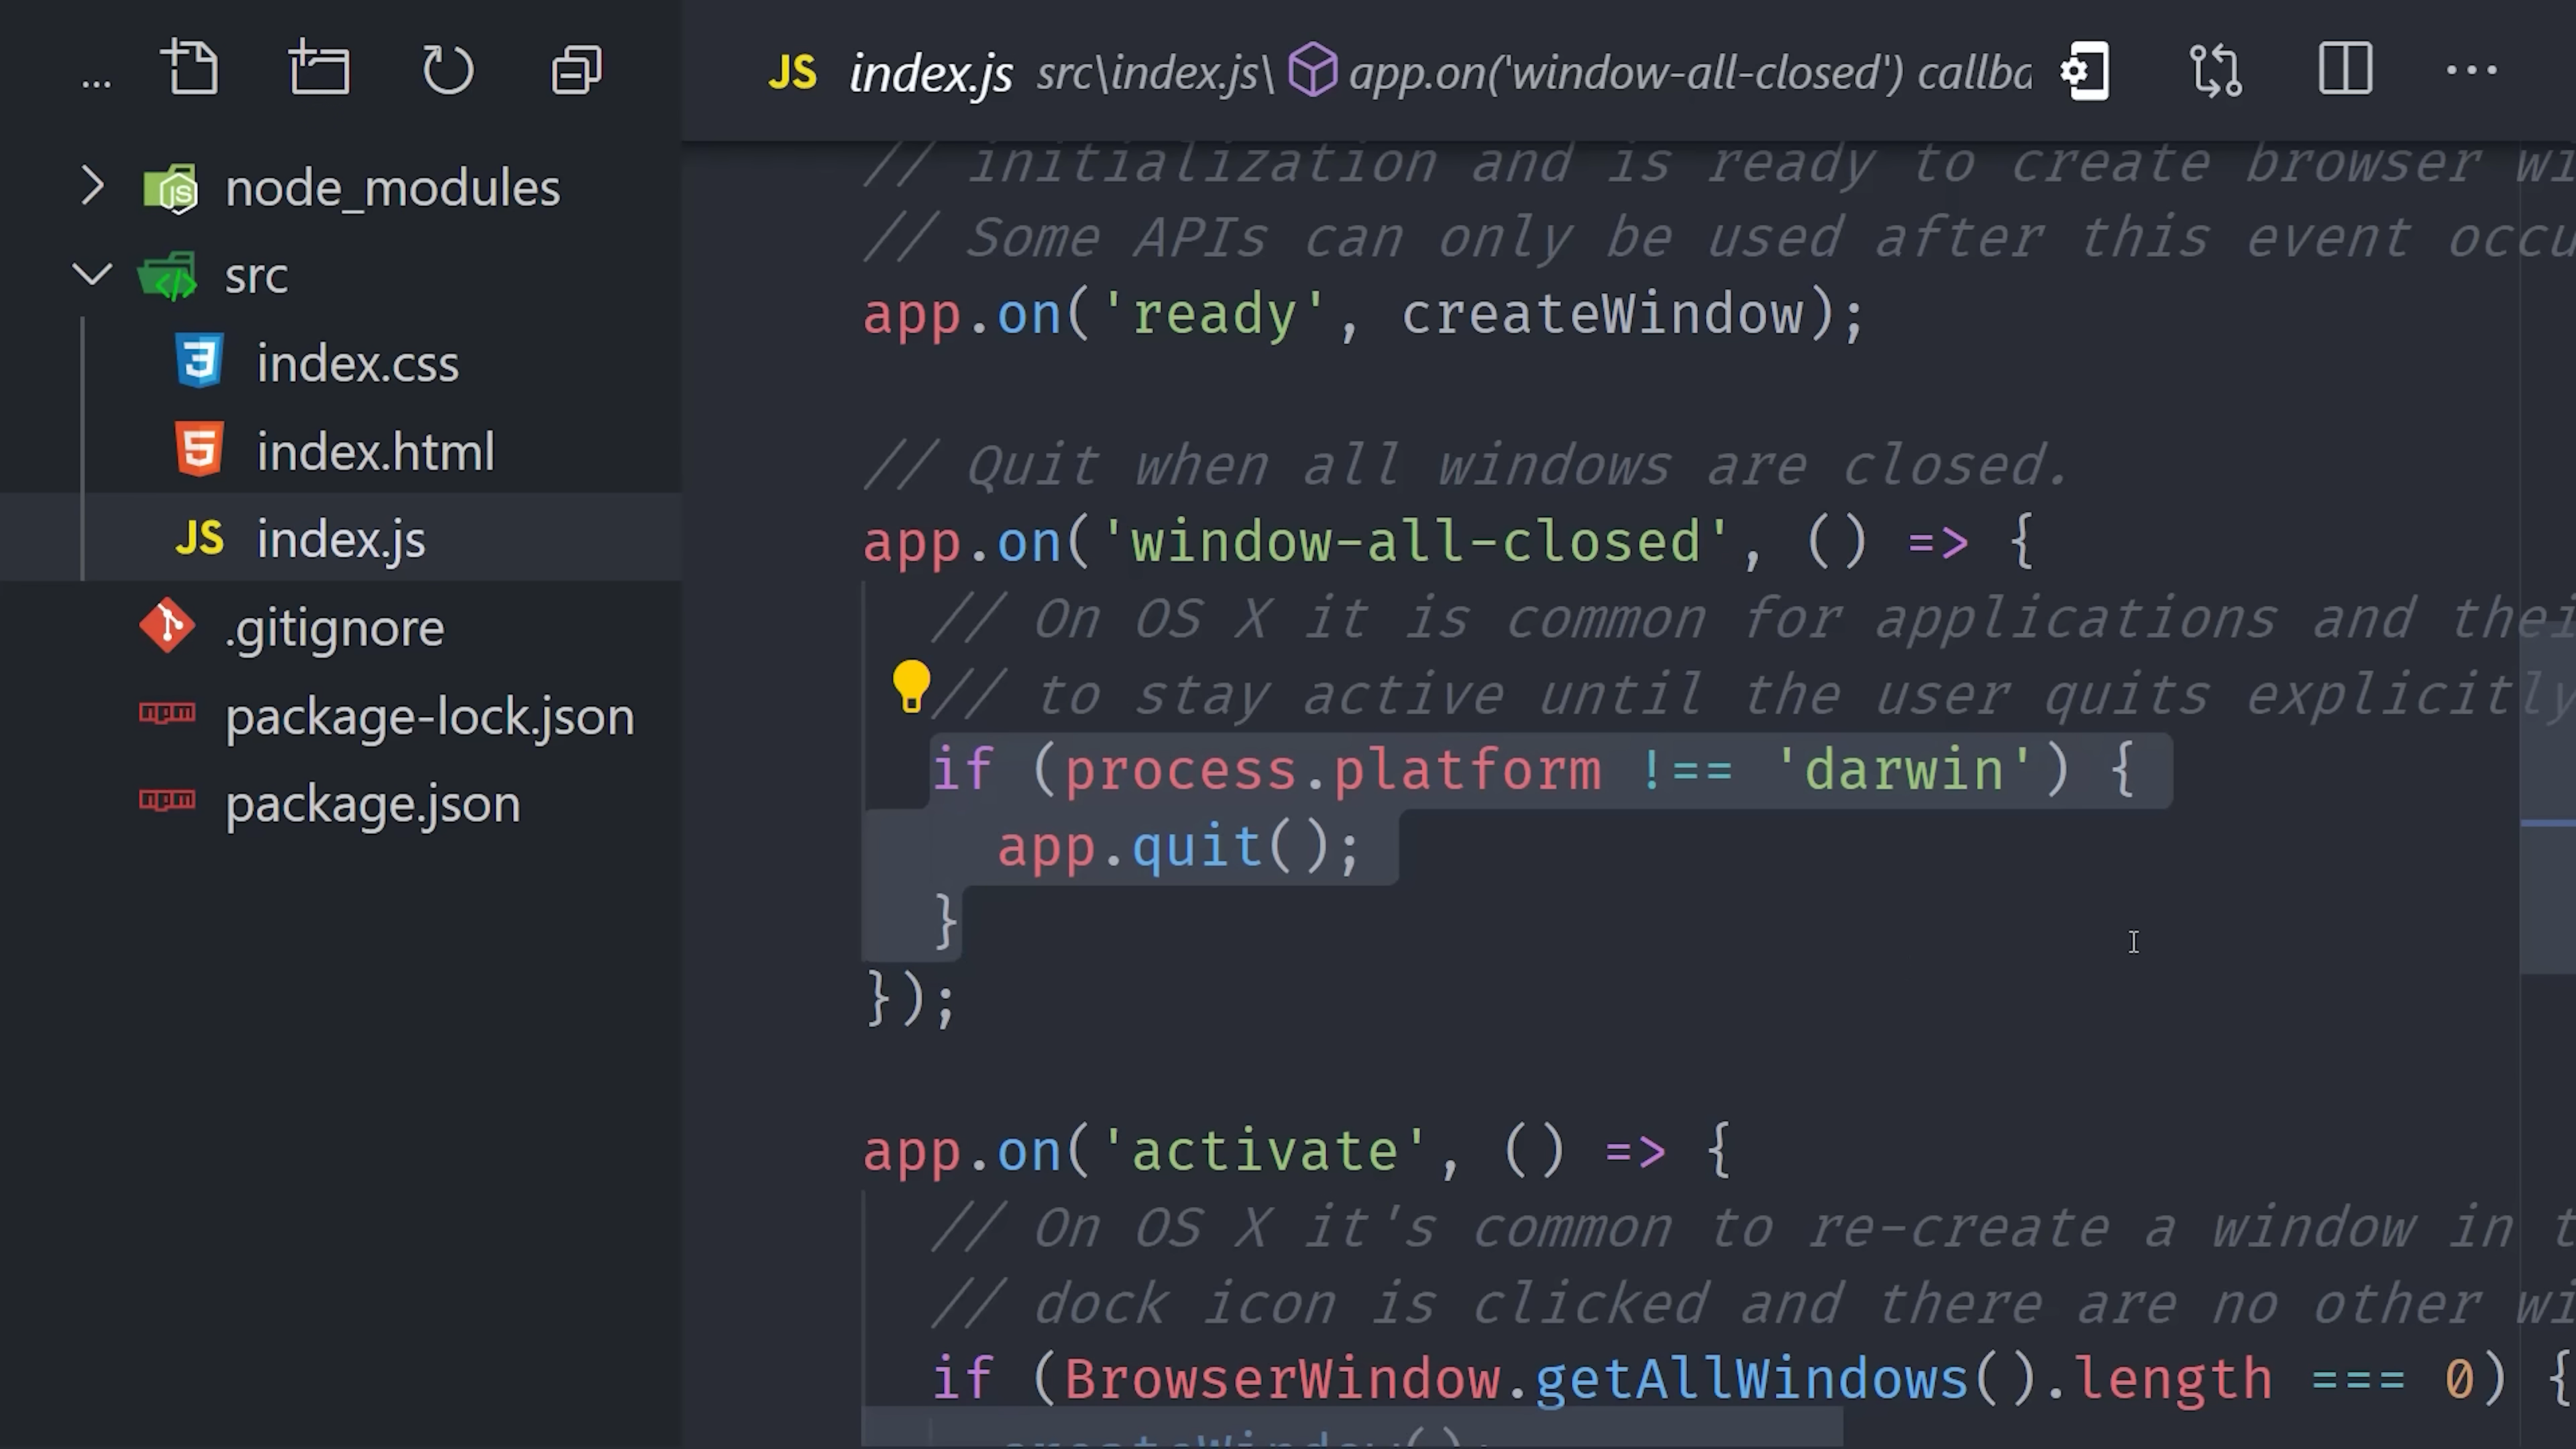 ...
JS index.js src\index.js\ app.on('window-all-closed') callba
node_modules
src
index.css
index.html
JS index.js
.gitignore
npm package-lock.json
npm package.json
// initialization and is ready to create browser wi
// Some APIs can only be used after this event occu
app.on('ready', createWindow);
// Quit when all windows are closed.
app.on('window-all-closed', () => {
// On OS X it is common for applications and thei
// to stay active until the user quits explicitly
if (process.platform !== 'darwin') {
app.quit();
}
});
app.on('activate', () => {
// On OS X it's common to re-create a window in t
// dock icon is clicked and there are no other wi
if (BrowserWindow.getAllWindows().length === 0) {
createWindow();